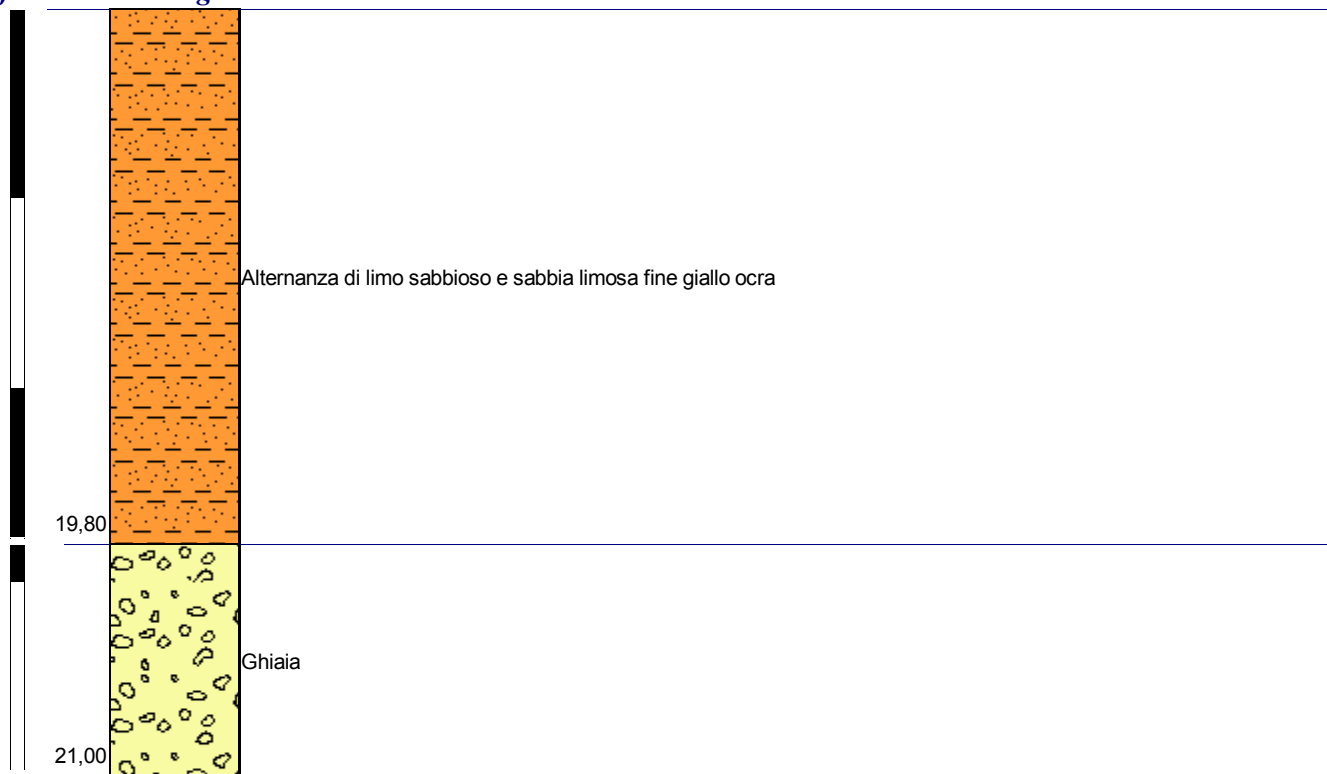 Alternanza di limo sabbioso e sabbia limosa fine giallo ocra
19,80
Ghiaia
21,00